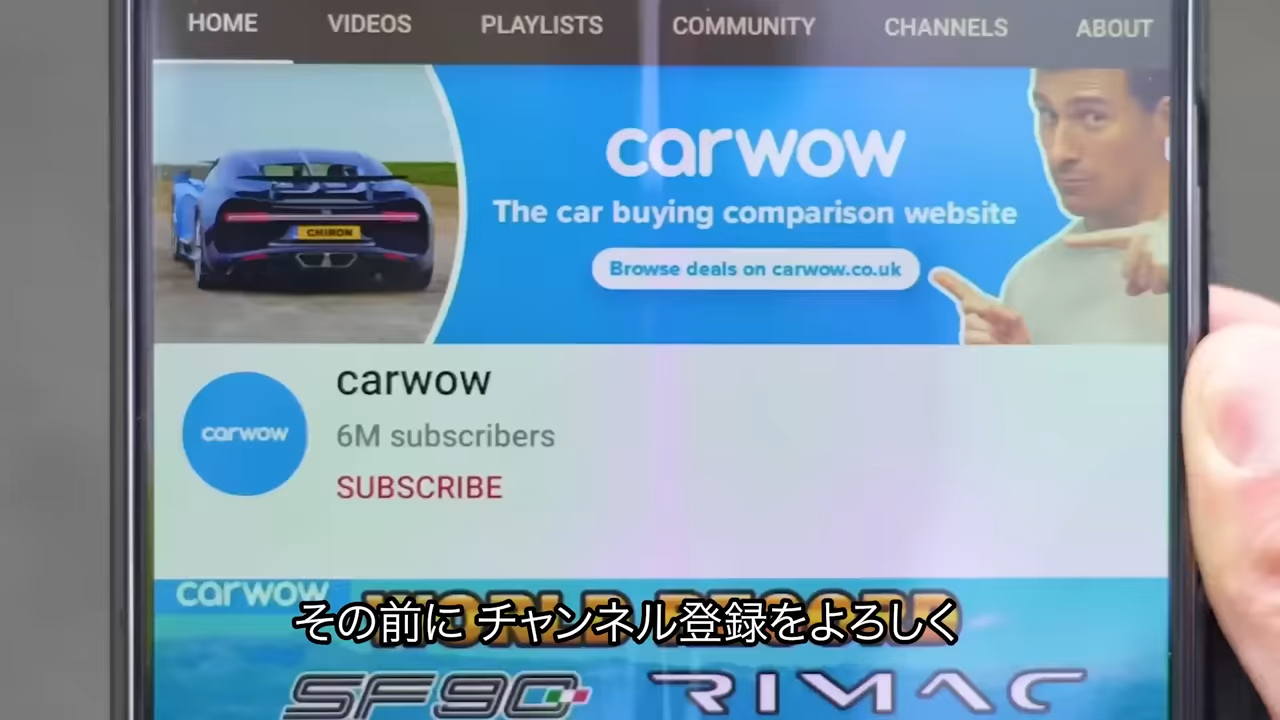 HOME VIDEOS PLAYLISTS COMMUNITY CHANNELS ABOUT
carwow
The car buying comparison website
Browse deals on carwow.co.uk
CHIRON
carwow
carwow
6M subscribers
SUBSCRIBE
carwow
WORLD RECORD
その前に チャンネル登録をよろしく
SF90 RIMAC